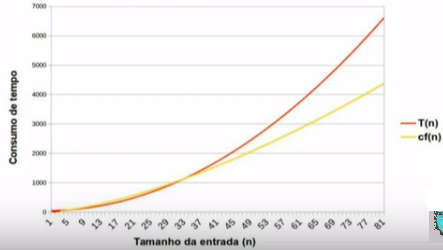 7000
6000
5000
4000
3000
2000
1000
0
Consumo de tempo
1 5 9 13 17 21 25 29 33 37 41 45 49 53 57 61 65 69 73 77 81
Tamanho da entrada (n)
T(n)
cf(n)